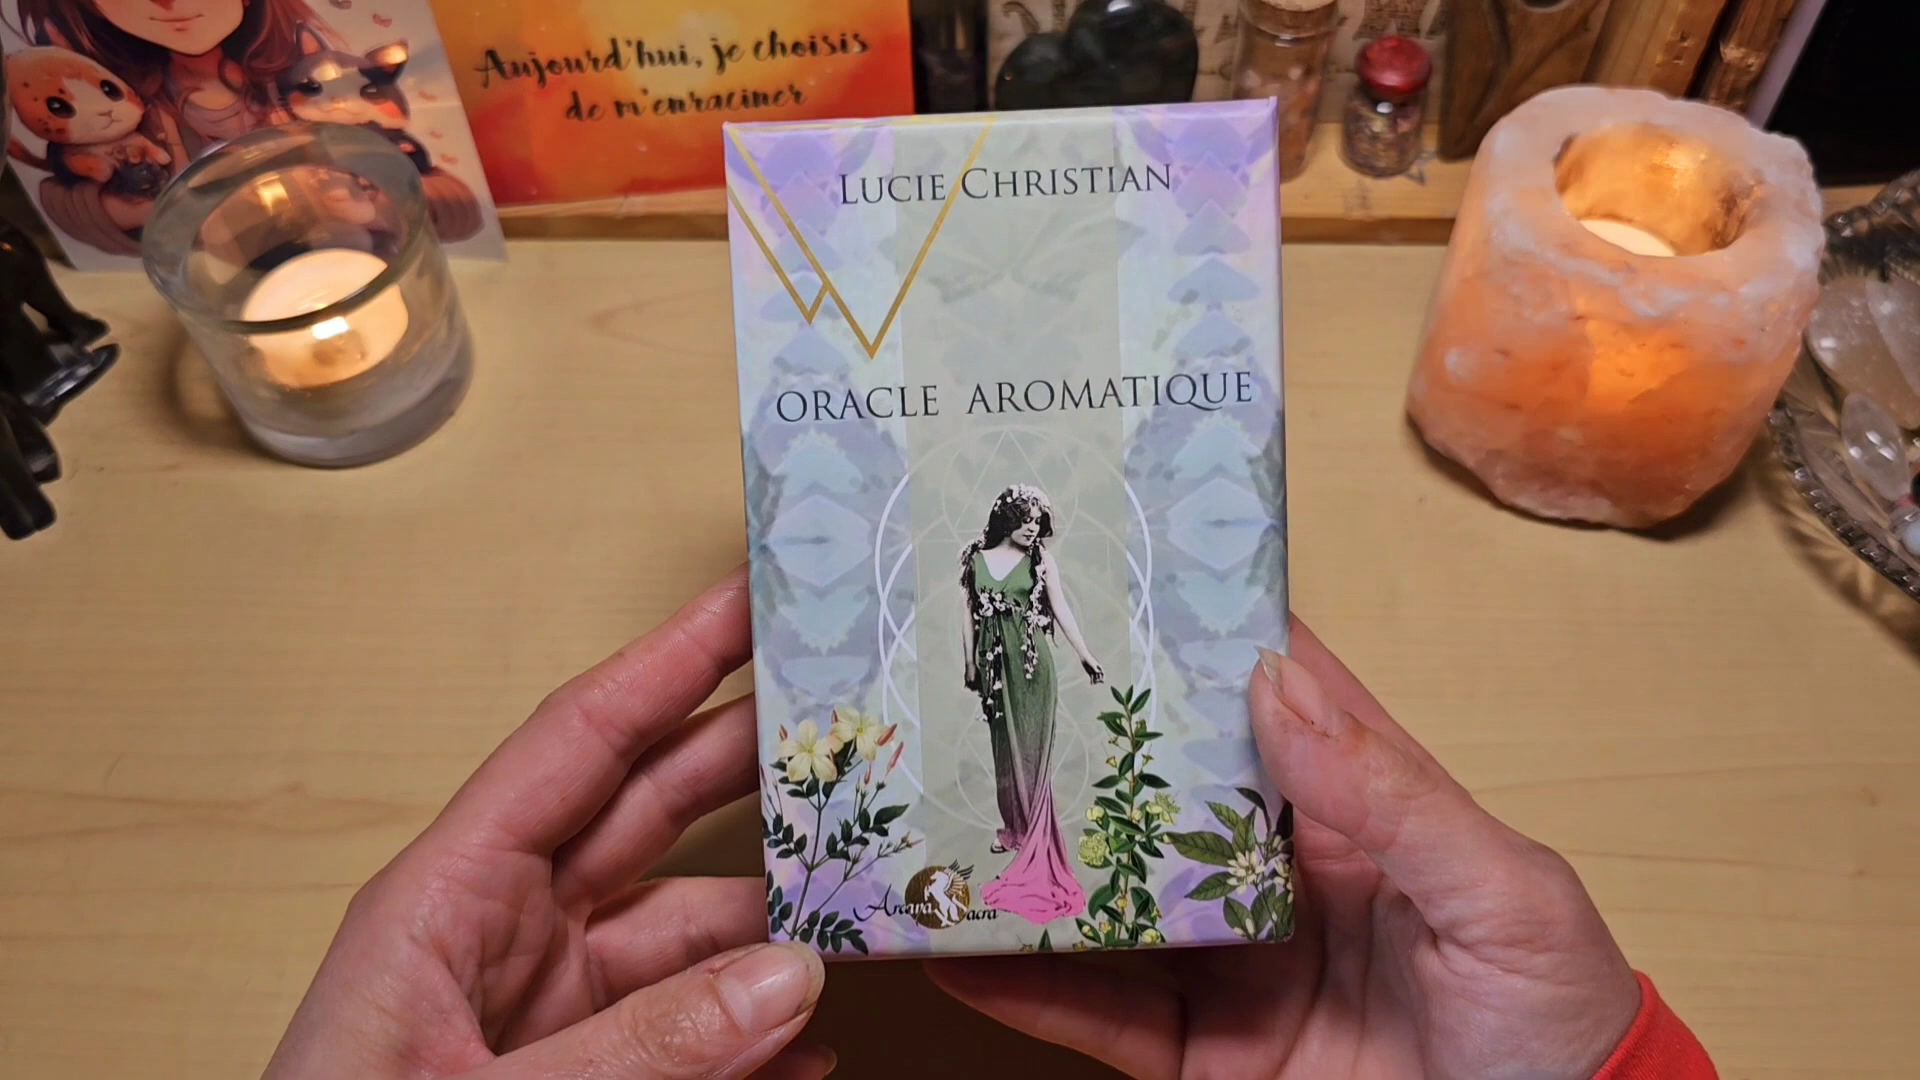 Aujourd'hui, je choisis
de m'enraciner
LUCIE CHRISTIAN
ORACLE AROMATIQUE
Arcana Sacra